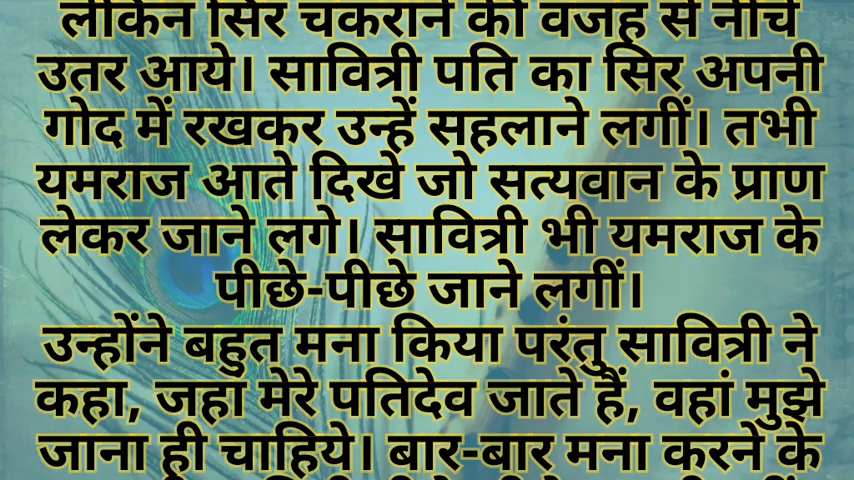 लेकिन सिर चकराने की वजह से नीचे
उतर आये। सावित्री पति का सिर अपनी
गोद में रखकर उन्हें सहलाने लगीं। तभी
यमराज आते दिखे जो सत्यवान के प्राण
लेकर जाने लगे। सावित्री भी यमराज के
पीछे-पीछे जाने लगीं।
उन्होंने बहुत मना किया परंतु सावित्री ने
कहा, जहां मेरे पतिदेव जाते हैं, वहां मुझे
जाना ही चाहिये। बार-बार मना करने के